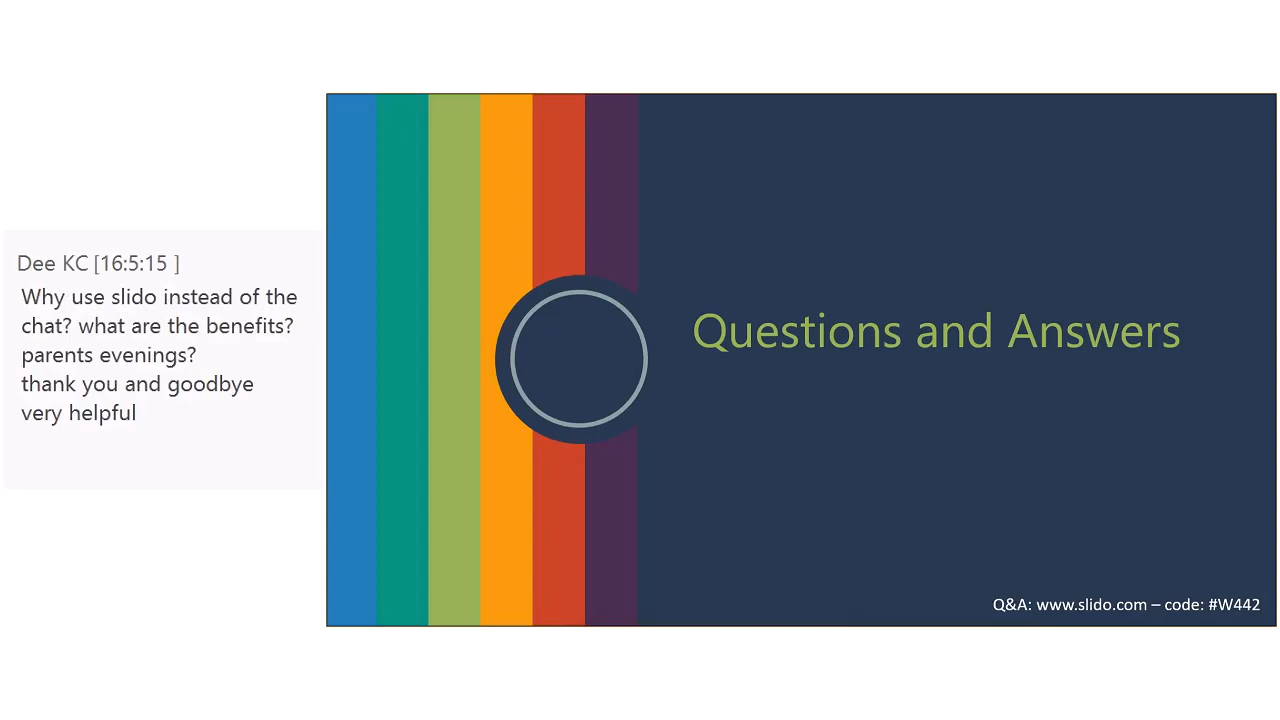 Dee KC [16:5:15 ]
Why use slido instead of the
chat? what are the benefits?
parents evenings?
thank you and goodbye
very helpful
Questions and Answers
Q&A: www.slido.com – code: #W442